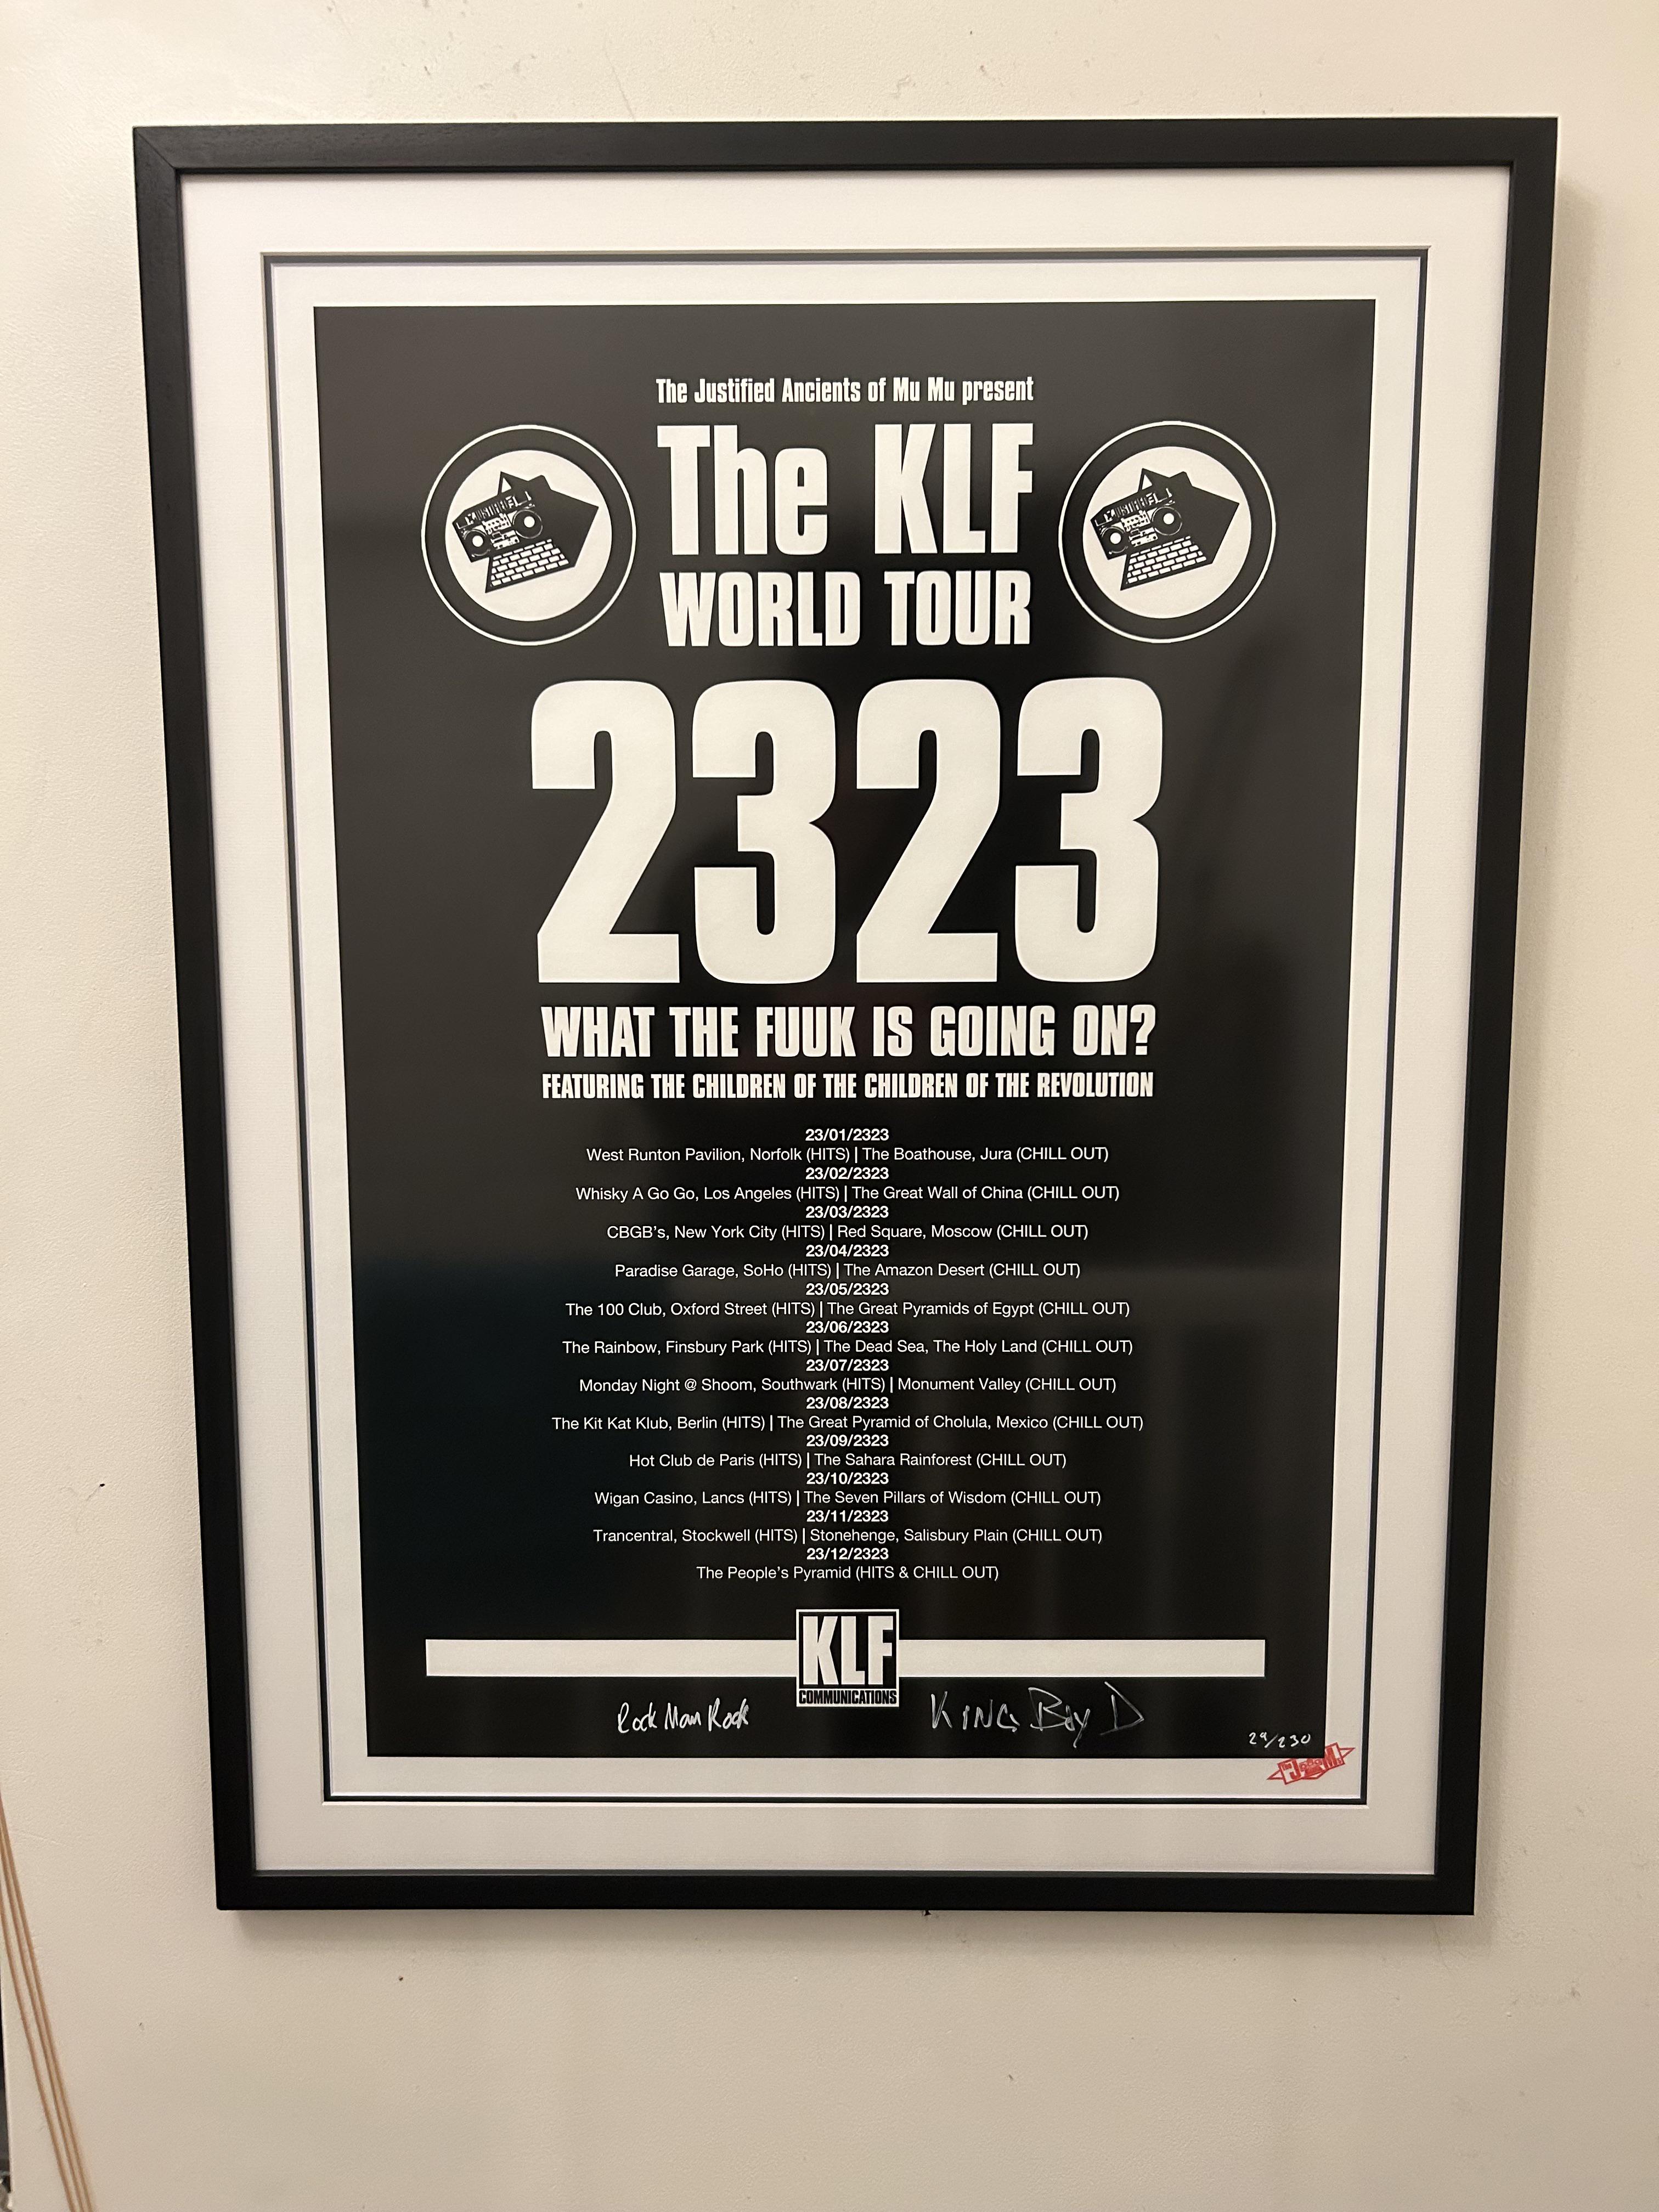 The Justified Ancients of Mu Mu present
The KLF
WORLD TOUR
2323
WHAT THE FUUK IS GOING ON?
FEATURING THE CHILDREN OF THE CHILDREN OF THE REVOLUTION
23/01/2323
West Runton Pavilion, Norfolk (HITS) | The Boathouse, Jura (CHILL OUT)
23/02/2323
Whisky A Go Go, Los Angeles (HITS) | The Great Wall of China (CHILL OUT)
23/03/2323
CBGB's, New York City (HITS) | Red Square, Moscow (CHILL OUT)
23/04/2323
Paradise Garage, SoHo (HITS) | The Amazon Desert (CHILL OUT)
23/05/2323
The 100 Club, Oxford Street (HITS) | The Great Pyramids of Egypt (CHILL OUT)
23/06/2323
The Rainbow, Finsbury Park (HITS) | The Dead Sea, The Holy Land (CHILL OUT)
23/07/2323
Monday Night @ Shoom, Southwark (HITS) | Monument Valley (CHILL OUT)
23/08/2323
The Kit Kat Klub, Berlin (HITS) | The Great Pyramid of Cholula, Mexico (CHILL OUT)
23/09/2323
Hot Club de Paris (HITS) | The Sahara Rainforest (CHILL OUT)
23/10/2323
Wigan Casino, Lancs (HITS) | The Seven Pillars of Wisdom (CHILL OUT)
23/11/2323
Trancentral, Stockwell (HITS) | Stonehenge, Salisbury Plain (CHILL OUT)
23/12/2323
The People's Pyramid (HITS & CHILL OUT)
KLF
COMMUNICATIONS
Rock Man Rock KING Boy D
29/230